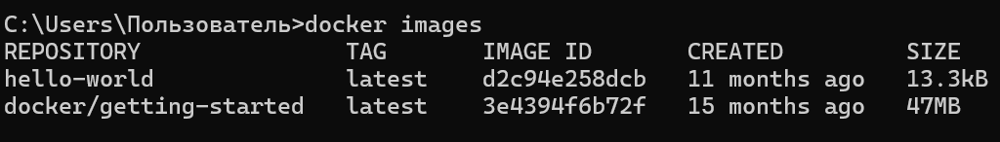 C:\Users\Пользователь>docker images
REPOSITORY TAG IMAGE ID CREATED SIZE
hello-world latest d2c94e258dcb 11 months ago 13.3kB
docker/getting-started latest 3e4394f6b72f 15 months ago 47MB